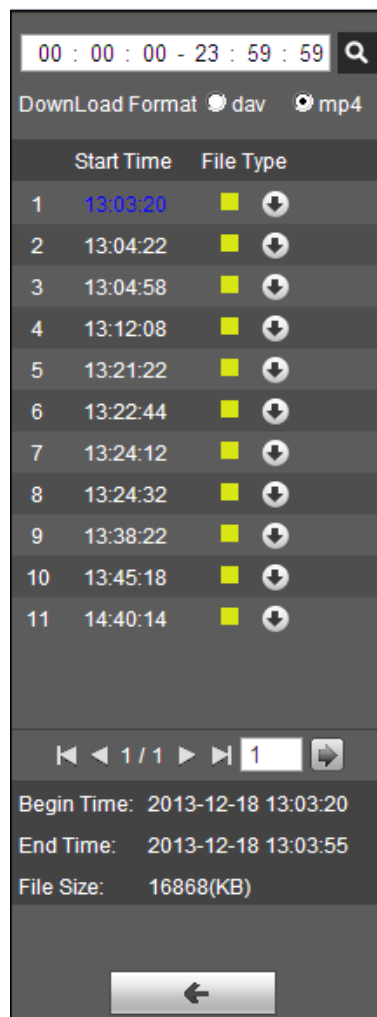 00 : 00 : 00 - 23 : 59 : 59
DownLoad Format dav mp4
Start Time File Type
1 13:03:20
2 13:04:22
3 13:04:58
4 13:12:08
5 13:21:22
6 13:22:44
7 13:24:12
8 13:24:32
9 13:38:22
10 13:45:18
11 14:40:14
1 / 1 1
Begin Time: 2013-12-18 13:03:20
End Time: 2013-12-18 13:03:55
File Size: 16868(KB)